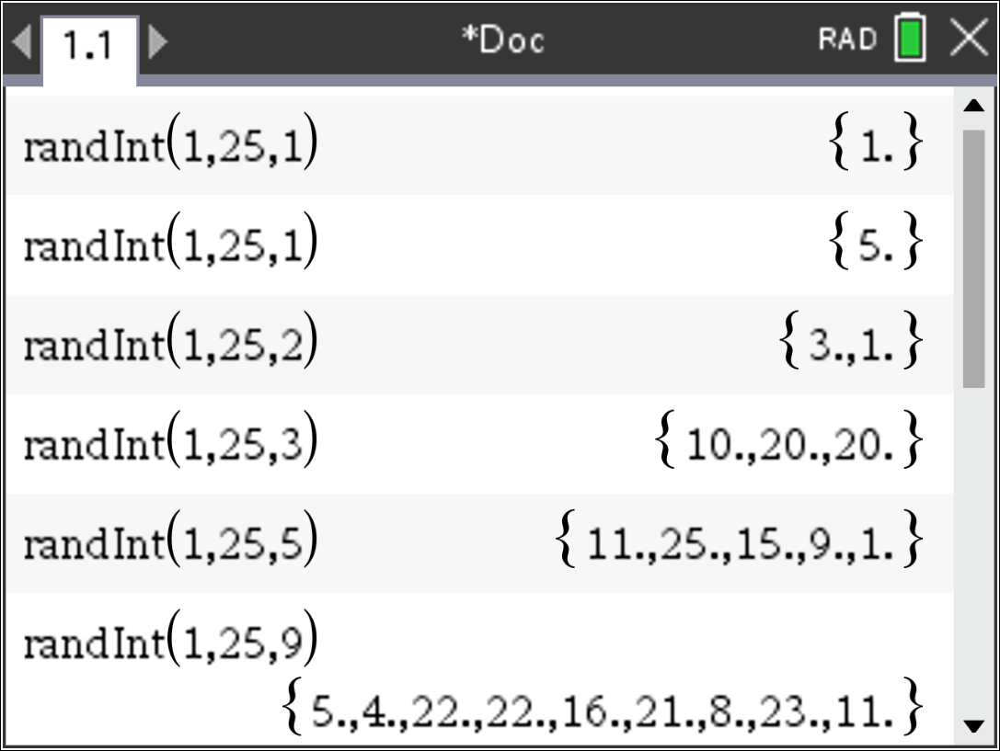 1.1 *Doc RAD
randInt(1,25,1) {1.}
randInt(1,25,1) {5.}
randInt(1,25,2) {3.,1.}
randInt(1,25,3) {10.,20.,20.}
randInt(1,25,5) {11.,25.,15.,9.,1.}
randInt(1,25,9)
{5.,4.,22.,22.,16.,21.,8.,23.,11.}